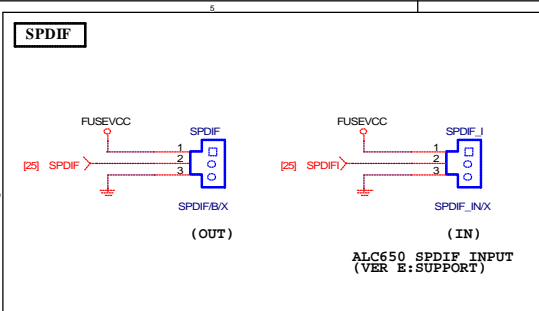 5
SPDIF
FUSEVCC
SPDIF
1
2
3
[25] SPDIF
SPDIF/B/X
(OUT)
FUSEVCC
SPDIF_I
1
2
3
[25] SPDIFI
SPDIF_IN/X
(IN)
ALC650 SPDIF INPUT
(VER E:SUPPORT)